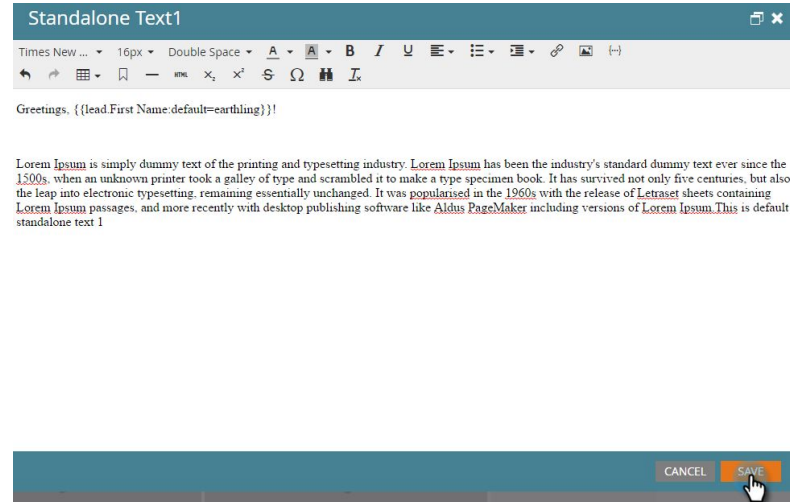 Standalone Text1
Times New ... 16px Double Space A A B I U
HTML X₂ X² S Ω Tx
Greetings, {{lead.First Name:default=earthling}}!
Lorem Ipsum is simply dummy text of the printing and typesetting industry. Lorem Ipsum has been the industry's standard dummy text ever since the
1500s, when an unknown printer took a galley of type and scrambled it to make a type specimen book. It has survived not only five centuries, but also
the leap into electronic typesetting, remaining essentially unchanged. It was popularised in the 1960s with the release of Letraset sheets containing
Lorem Ipsum passages, and more recently with desktop publishing software like Aldus PageMaker including versions of Lorem Ipsum.This is default
standalone text 1
CANCEL SAVE